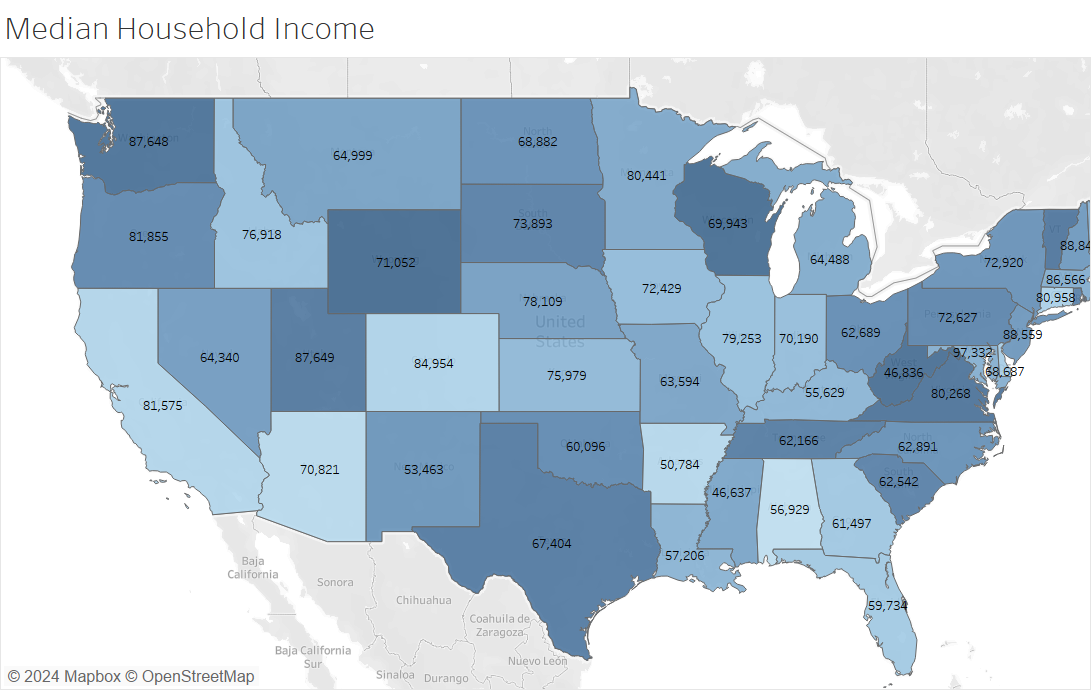 Median Household Income
87,648
64,999
North
68,882
80,441
81,855
76,918
71,052
South
73,893
69,943
64,488
72,920
VT
88,84
86,566
80,958
78,109
72,429
United
States
64,340
87,649
84,954
75,979
63,594
79,253
70,190
62,689
72,627
88,559
97,332
68,687
46,836
80,268
55,629
81,575
70,821
53,463
60,096
50,784
62,166
North
62,891
South
62,542
46,637
56,929
61,497
67,404
57,206
59,734
Baja
California
Sonora
Chihuahua
Coahuila de
Zaragoza
Baja California
Sur
Sinaloa
Durango
Nuevo León
© 2024 Mapbox © OpenStreetMap